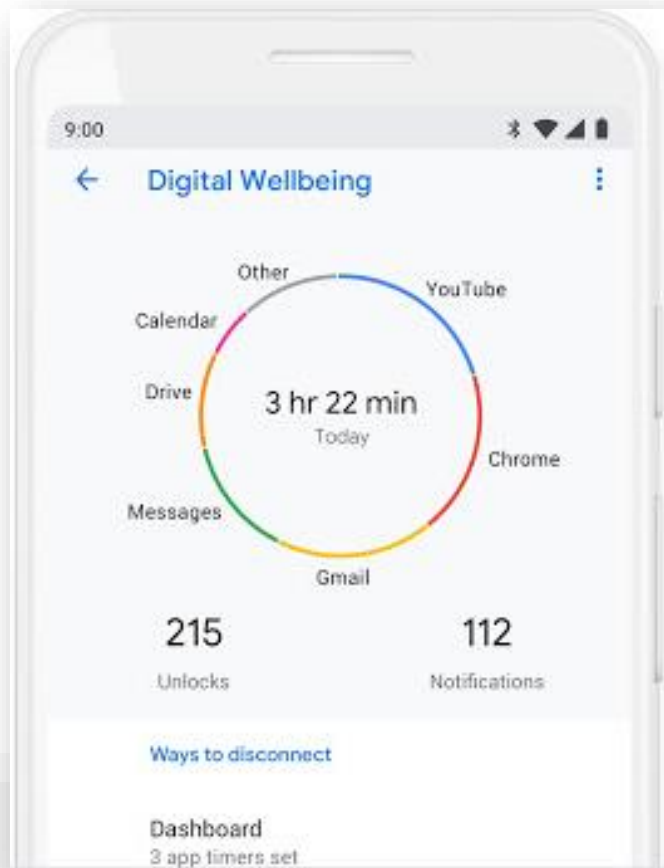 9:00
Digital Wellbeing
Other
YouTube
Calendar
Drive
3 hr 22 min
Today
Chrome
Messages
Gmail
215
112
Unlocks
Notifications
Ways to disconnect
Dashboard
3 app timers set